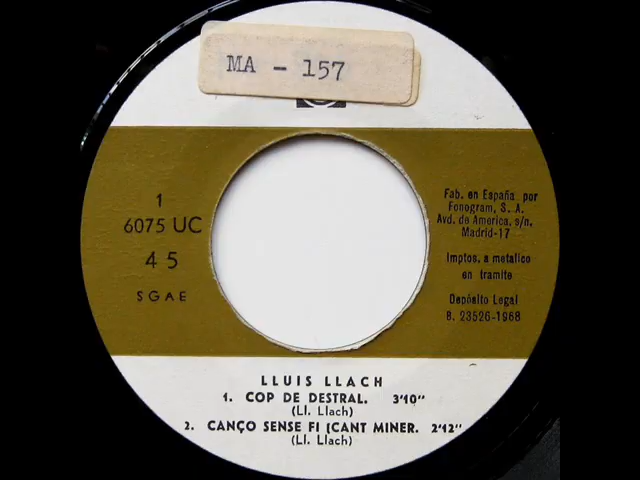 MA - 157
1
6075 UC
45
SGAE
Fab. en España por
Fonogram, S. A.
Avd. de America, s/n.
Madrid-17
Imptos. a metalico
en tramite
Depósito Legal
B. 23526-1968
LLUIS LLACH
1. COP DE DESTRAL. 3'10"
(Ll. Llach)
2. CANÇO SENSE FI (CANT MINER. 2'12"
(Ll. Llach)